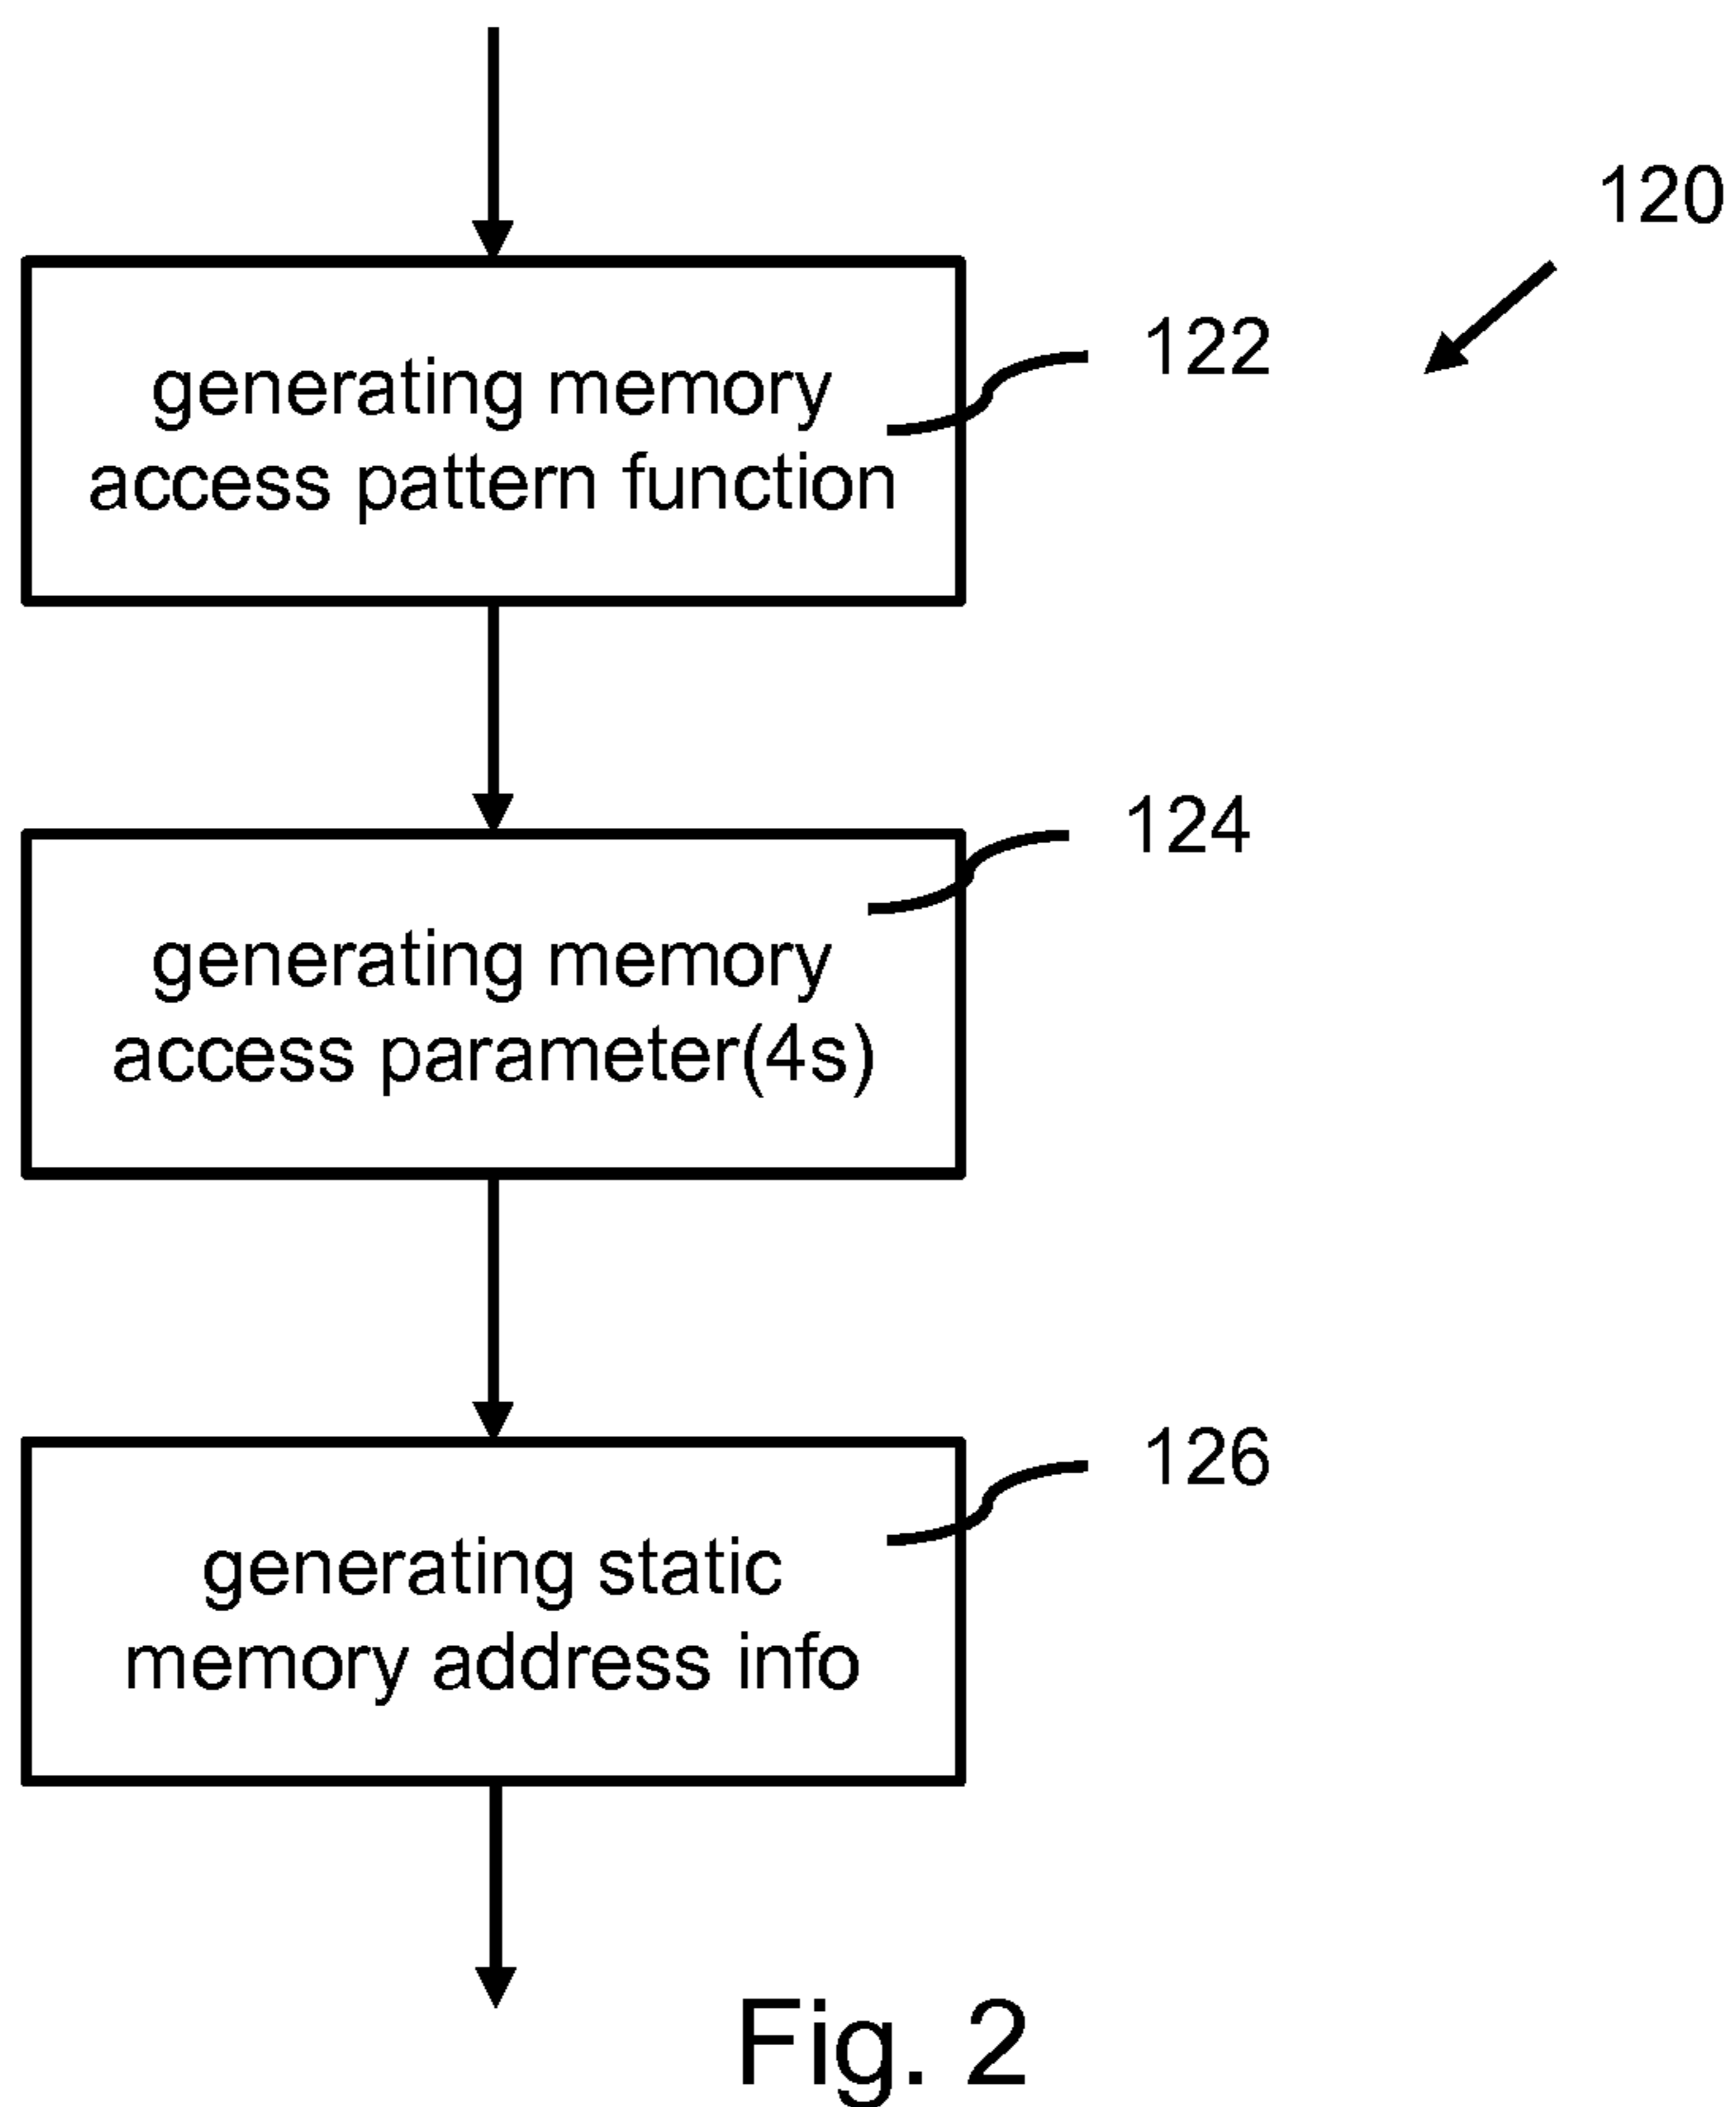 120
122
generating memory
access pattern function
124
generating memory
access parameter(4s)
126
generating static
memory address info
Fig. 2